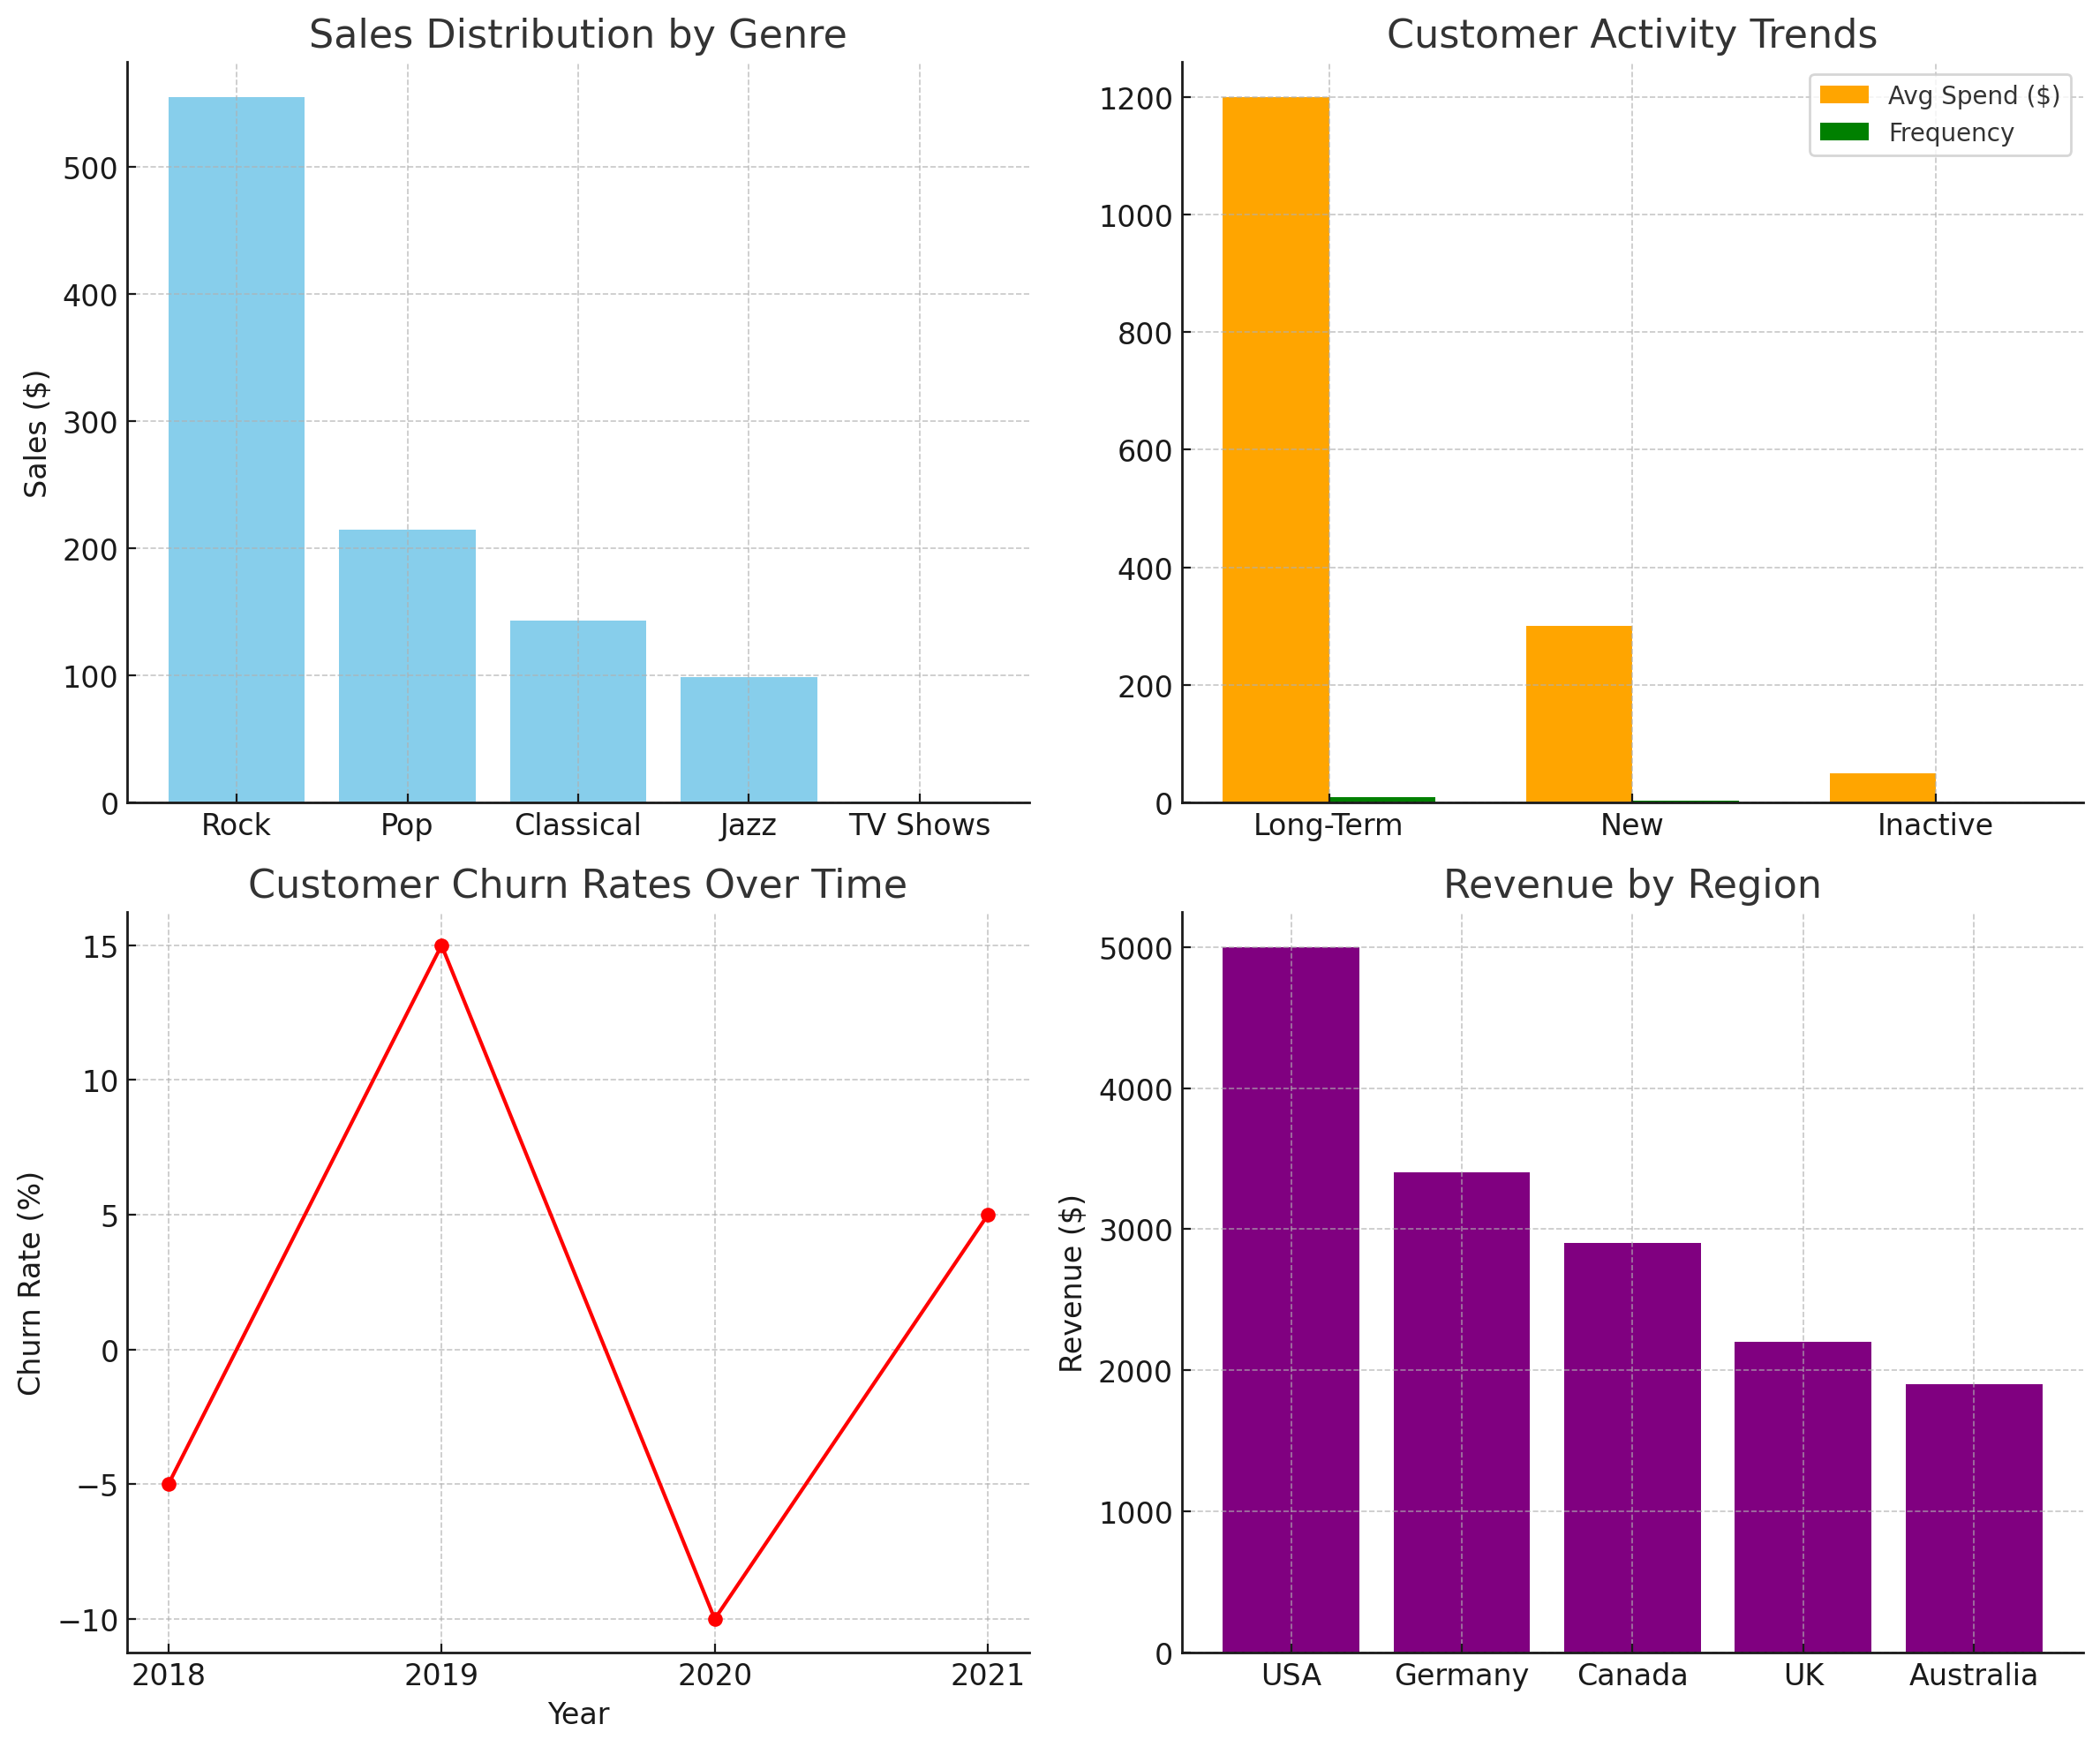 Sales Distribution by Genre
Sales ($)
500
400
300
200
100
0
Rock Pop Classical Jazz TV Shows
Customer Activity Trends
Avg Spend ($)
Frequency
1200
1000
800
600
400
200
0
Long-Term New Inactive
Customer Churn Rates Over Time
Churn Rate (%)
15
10
5
0
−5
−10
2018 2019 2020 2021
Year
Revenue by Region
Revenue ($)
5000
4000
3000
2000
1000
0
USA Germany Canada UK Australia